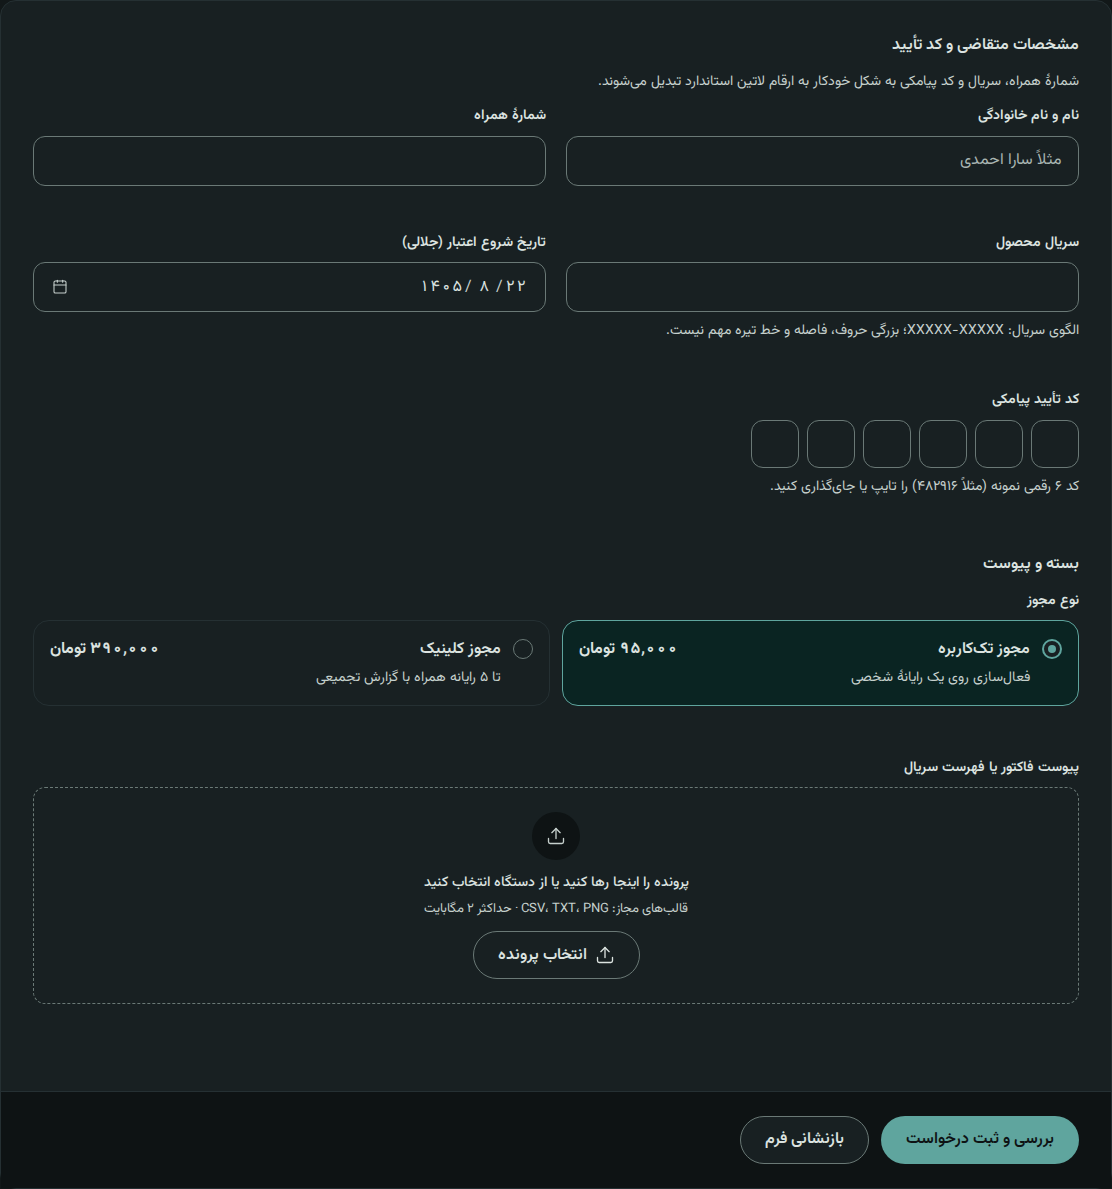 مشخصات متقاضی و کد تأیید
شمارهٔ همراه، سریال و کد پیامکی به شکل خودکار به ارقام لاتین استاندارد تبدیل می‌شوند.
نام و نام خانوادگی
مثلاً سارا احمدی
شمارهٔ همراه
سریال محصول
الگوی سریال: XXXXX-XXXXX؛ بزرگی حروف، فاصله و خط تیره مهم نیست.
تاریخ شروع اعتبار (جلالی)
۱۴۰۵/ ۸ /۲۲
کد تأیید پیامکی
کد ۶ رقمی نمونه (مثلاً ۴۸۲۹۱۶) را تایپ یا جای‌گذاری کنید.
بسته و پیوست
نوع مجوز
مجوز تک‌کاربره ۹۵,۰۰۰ تومان
فعال‌سازی روی یک رایانهٔ شخصی
مجوز کلینیک ۳۹۰,۰۰۰ تومان
تا ۵ رایانه همراه با گزارش تجمیعی
پیوست فاکتور یا فهرست سریال
پرونده را اینجا رها کنید یا از دستگاه انتخاب کنید
قالب‌های مجاز: CSV، TXT، PNG · حداکثر ۲ مگابایت
انتخاب پرونده
بررسی و ثبت درخواست
بازنشانی فرم